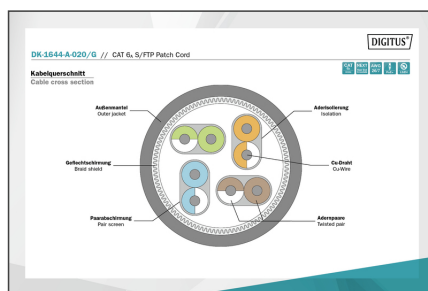 DIGITUS®
DK-1644-A-020/G // CAT 6A S/FTP Patch Cord
Kabelquerschnitt
Cable cross section
Außenmantel
Outer jacket
Aderisolierung
Isolation
Geflechtschirmung
Braid shield
Cu-Draht
Cu-Wire
Paarabschirmung
Pair screen
Adernpaare
Twisted pair